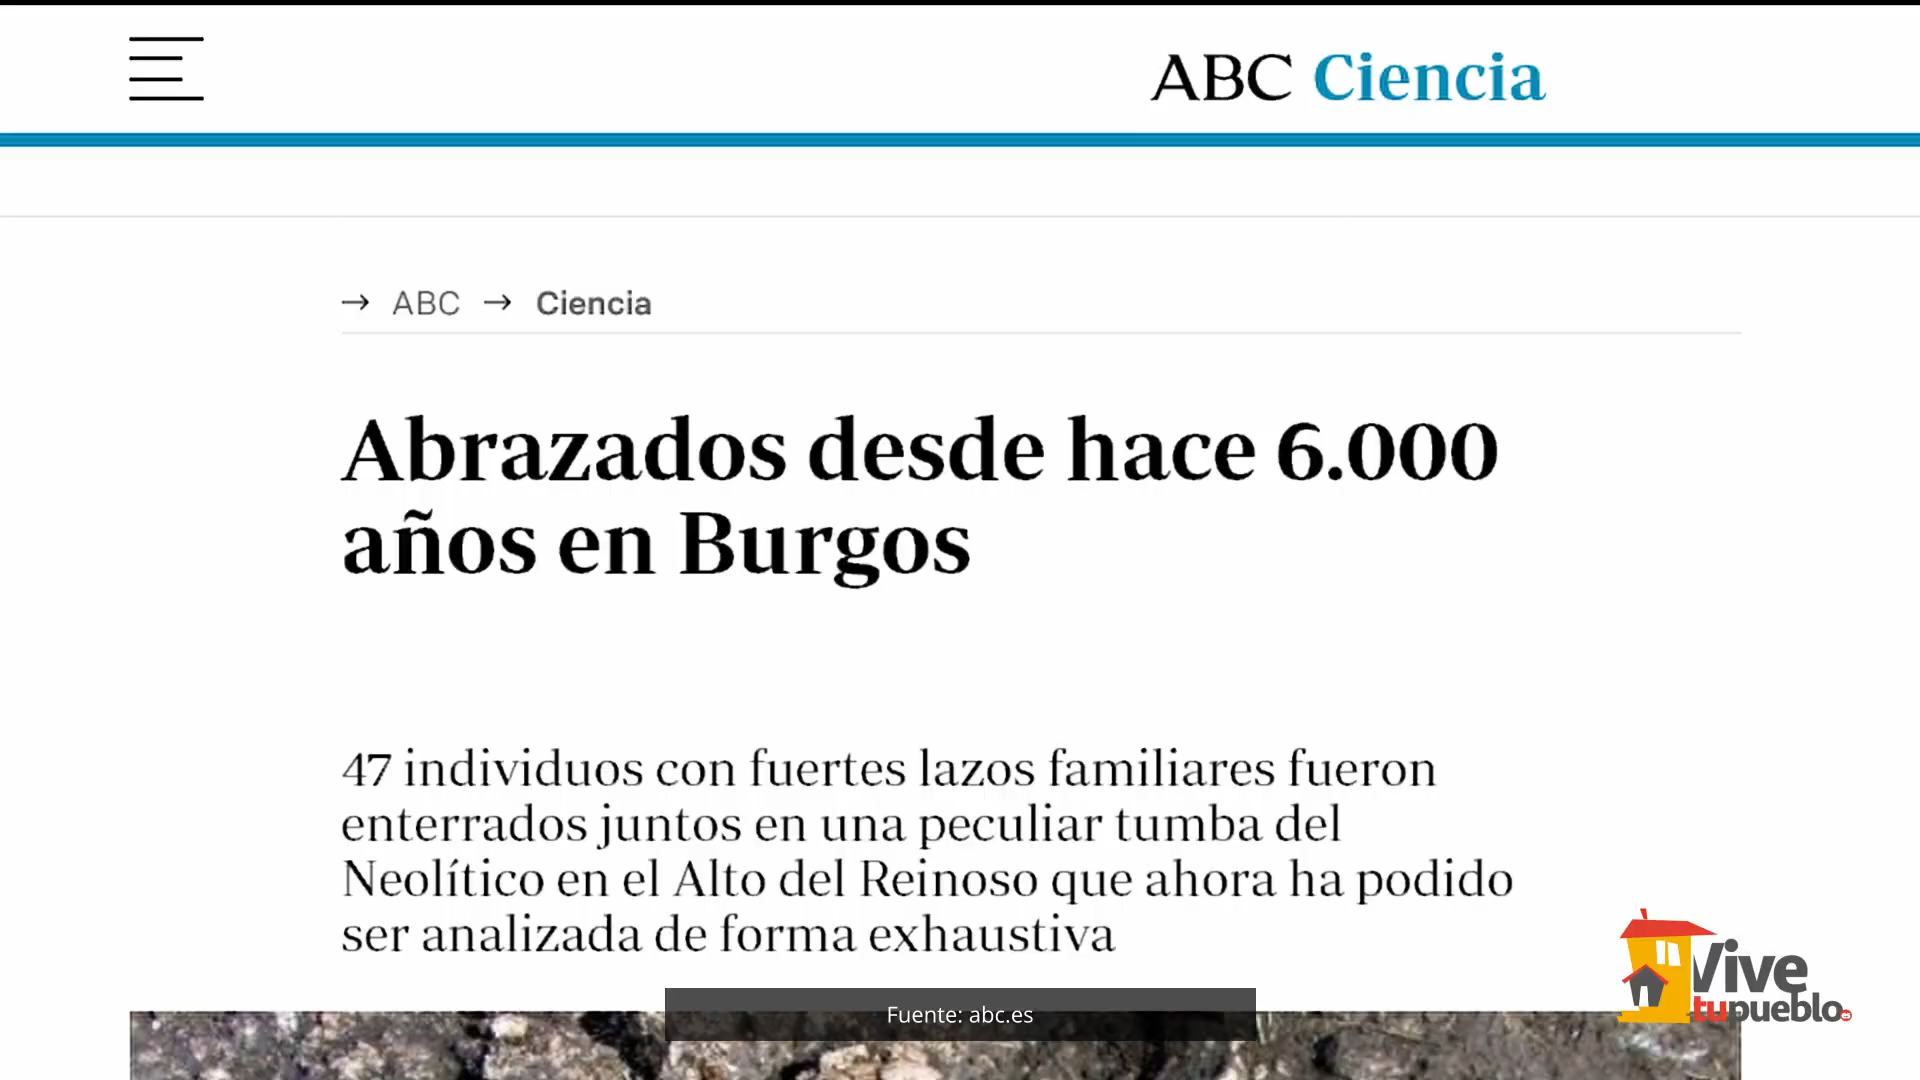 ABC Ciencia
→ ABC → Ciencia
Abrazados desde hace 6.000
años en Burgos
47 individuos con fuertes lazos familiares fueron
enterrados juntos en una peculiar tumba del
Neolítico en el Alto del Reinoso que ahora ha podido
ser analizada de forma exhaustiva
Fuente: abc.es
Vive
tupueblo